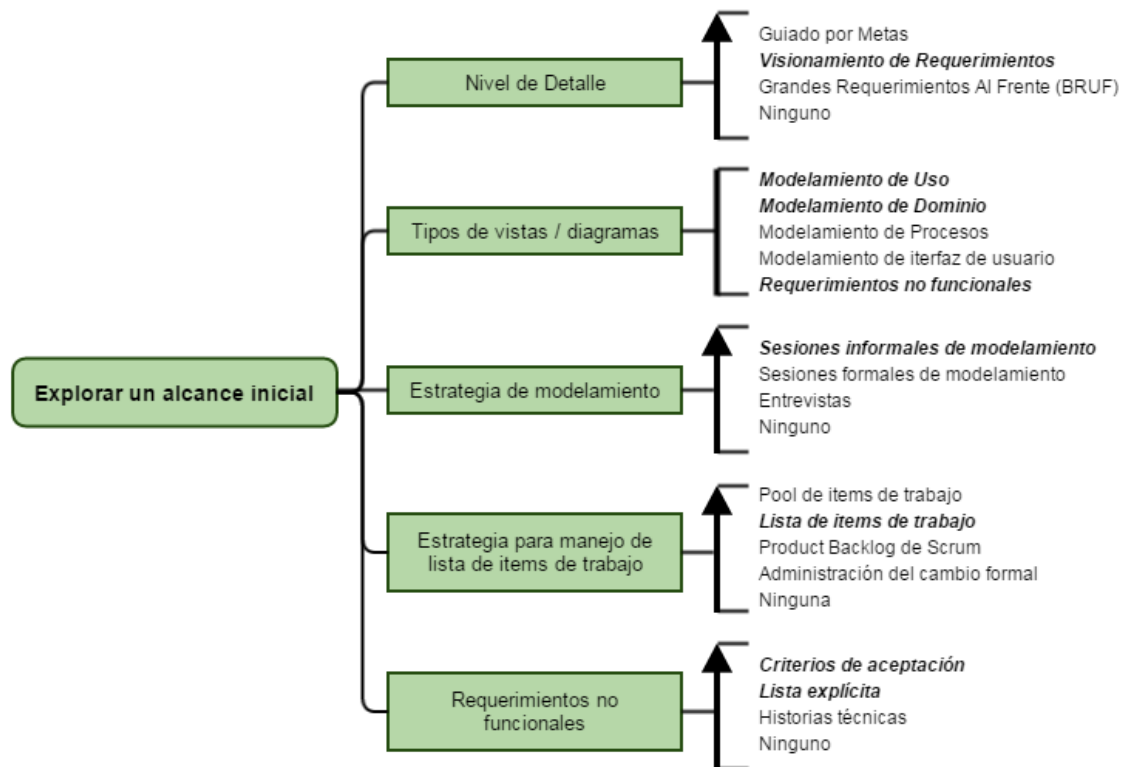 Guiado por Metas
Visionamiento de Requerimientos
Nivel de Detalle
Grandes Requerimientos Al Frente (BRUF)
Ninguno
Modelamiento de Uso
Modelamiento de Dominio
Tipos de vistas / diagramas
Modelamiento de Procesos
Modelamiento de iterfaz de usuario
Requerimientos no funcionales
Explorar un alcance inicial
Sesiones informales de modelamiento
Estrategia de modelamiento
Sesiones formales de modelamiento
Entrevistas
Ninguno
Pool de items de trabajo
Lista de items de trabajo
Estrategia para manejo de
lista de items de trabajo
Product Backlog de Scrum
Administración del cambio formal
Ninguna
Criterios de aceptación
Lista explícita
Requerimientos no
funcionales
Historias técnicas
Ninguno